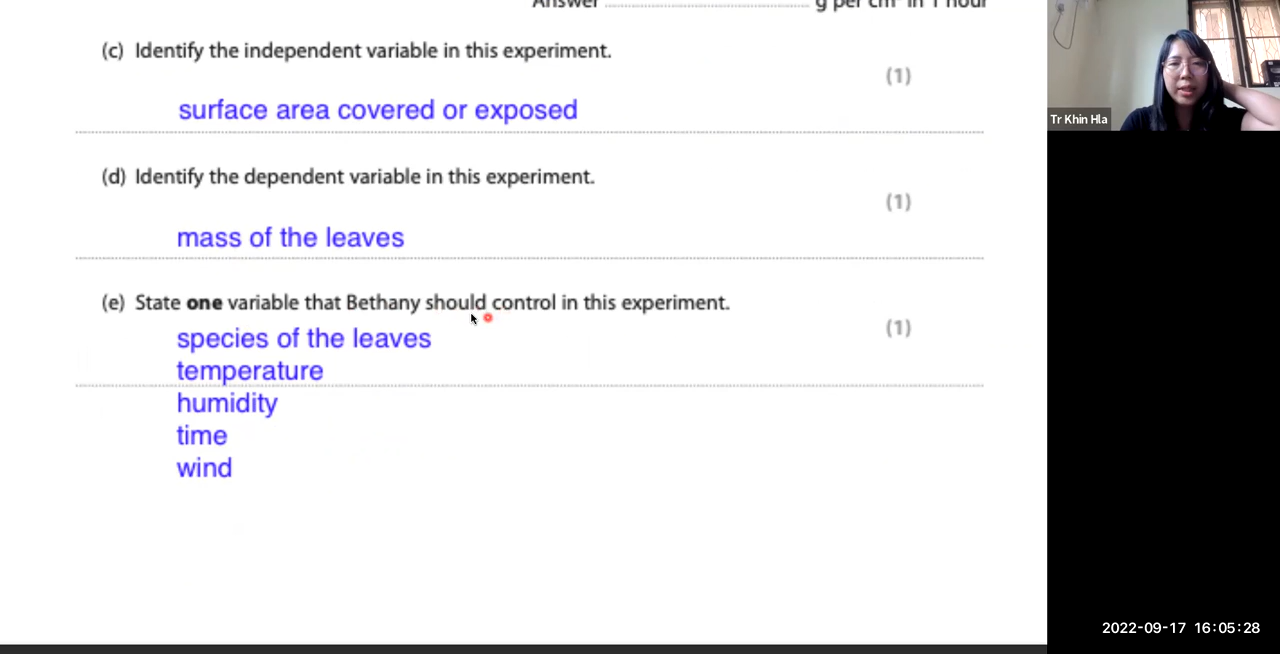 Answer ................................ g per cm² in 1 hour
(c) Identify the independent variable in this experiment.
(1)
surface area covered or exposed
(d) Identify the dependent variable in this experiment.
(1)
mass of the leaves
(e) State one variable that Bethany should control in this experiment.
(1)
species of the leaves
temperature
humidity
time
wind
Tr Khin Hla
2022-09-17 16:05:28